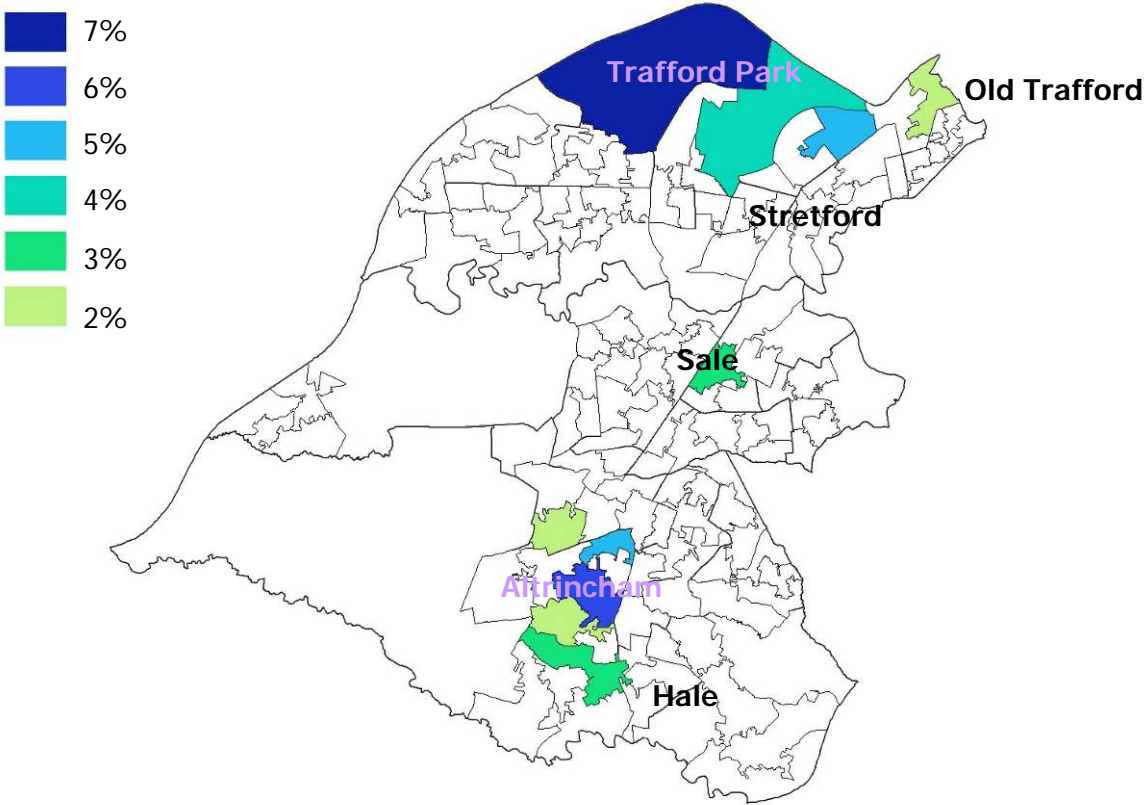 7%
6%
5%
4%
3%
2%
Trafford Park
Old Trafford
Stretford
Sale
Altrincham
Hale